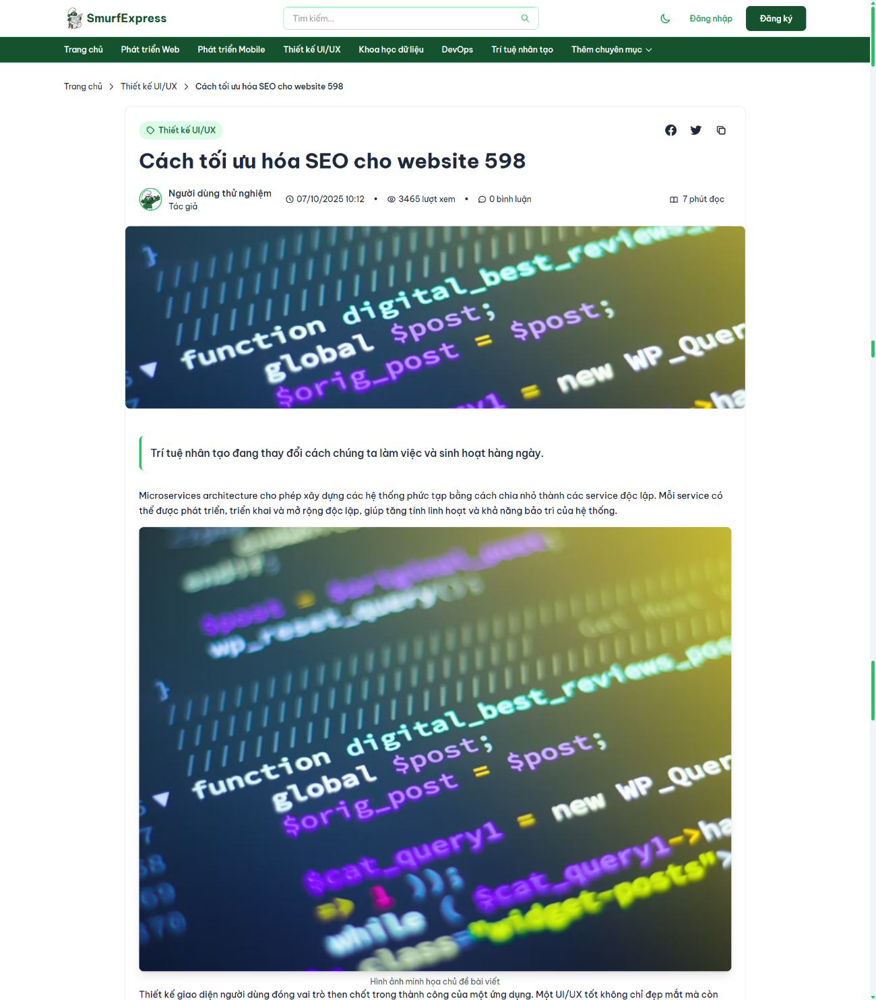 SmurfExpress
Tìm kiếm...
Đăng nhập
Đăng ký
Trang chủ
Phát triển Web
Phát triển Mobile
Thiết kế UI/UX
Khoa học dữ liệu
DevOps
Trí tuệ nhân tạo
Thêm chuyên mục
Trang chủ > Thiết kế UI/UX > Cách tối ưu hóa SEO cho website 598
Thiết kế UI/UX
Cách tối ưu hóa SEO cho website 598
Người dùng thử nghiệm
Tác giả
07/10/2025 10:12 • 3465 lượt xem • 0 bình luận
7 phút đọc
}
function digital_best_reviews_
global $post;
$orig_post = $post;
= new WP_Quer
Trí tuệ nhân tạo đang thay đổi cách chúng ta làm việc và sinh hoạt hàng ngày.
Microservices architecture cho phép xây dựng các hệ thống phức tạp bằng cách chia nhỏ thành các service độc lập. Mỗi service có
thể được phát triển, triển khai và mở rộng độc lập, giúp tăng tính linh hoạt và khả năng bảo trì của hệ thống.
endif;
$post = $original_post;
wp_reset_query();
}
function digital_best_reviews_pos
global $post;
$orig_post = $post;
$cat_query1 = new WP_Quer
$cat_query1->ha
=> 1 ));
while (
class="widget-posts">
68
69
470
Hình ảnh minh họa chủ đề bài viết
Thiết kế giao diện người dùng đóng vai trò then chốt trong thành công của một ứng dụng. Một UI/UX tốt không chỉ đẹp mắt mà còn